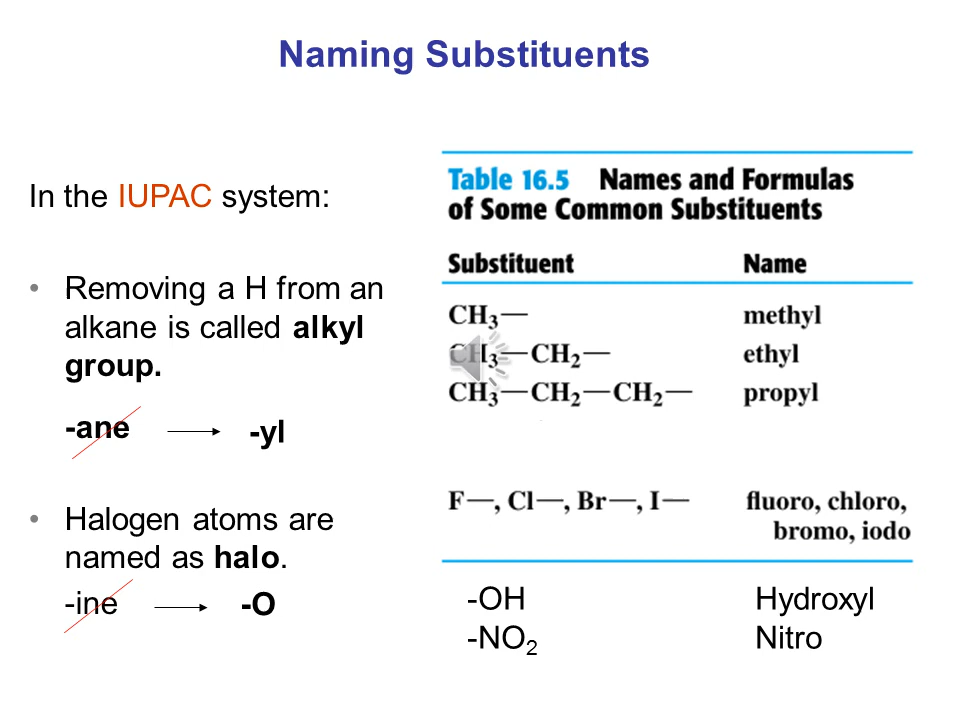 Naming Substituents
In the IUPAC system:
• Removing a H from an
alkane is called alkyl
group.
-ane
-yl
• Halogen atoms are
named as halo.
-ine
-O
Table 16.5 Names and Formulas
of Some Common Substituents
Substituent Name
CH₃— methyl
CH₃—CH₂— ethyl
CH₃—CH₂—CH₂— propyl
F—, Cl—, Br—, I— fluoro, chloro,
bromo, iodo
-OH Hydroxyl
-NO₂ Nitro